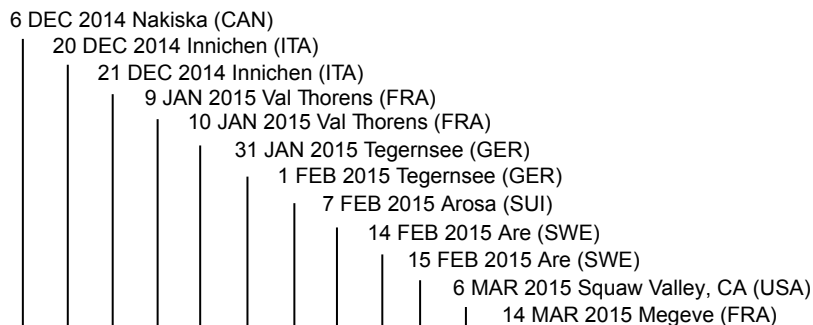 6 DEC 2014 Nakiska (CAN)
20 DEC 2014 Innichen (ITA)
21 DEC 2014 Innichen (ITA)
9 JAN 2015 Val Thorens (FRA)
10 JAN 2015 Val Thorens (FRA)
31 JAN 2015 Tegernsee (GER)
1 FEB 2015 Tegernsee (GER)
7 FEB 2015 Arosa (SUI)
14 FEB 2015 Are (SWE)
15 FEB 2015 Are (SWE)
6 MAR 2015 Squaw Valley, CA (USA)
14 MAR 2015 Megeve (FRA)